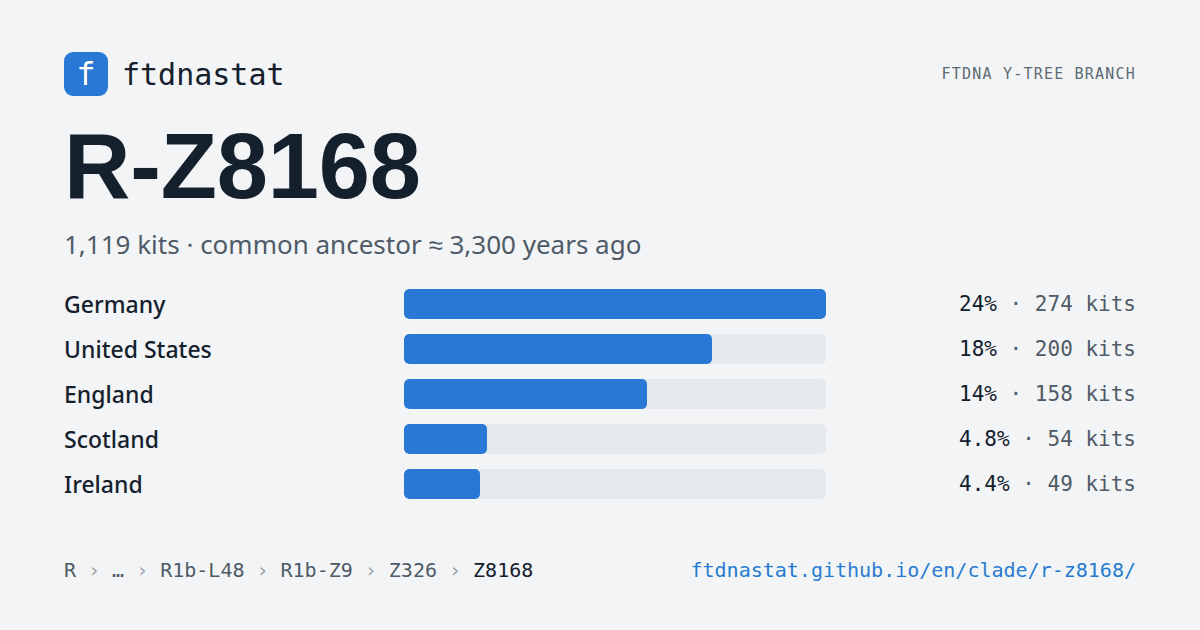 f ftdnastat
FTDNA Y-TREE BRANCH
R-Z8168
1,119 kits · common ancestor ≈ 3,300 years ago
Germany 24% · 274 kits
United States 18% · 200 kits
England 14% · 158 kits
Scotland 4.8% · 54 kits
Ireland 4.4% · 49 kits
R › … › R1b-L48 › R1b-Z9 › Z326 › Z8168
ftdnastat.github.io/en/clade/r-z8168/